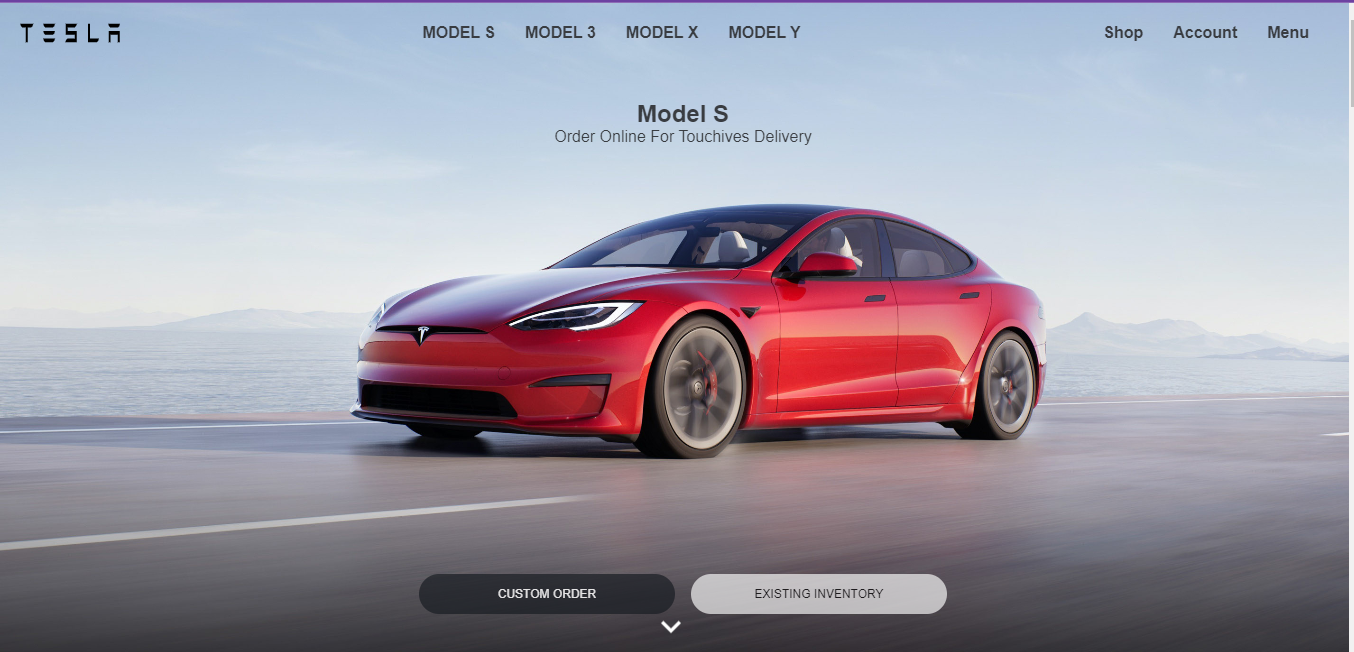 TESLA
MODEL S MODEL 3 MODEL X MODEL Y
Shop Account Menu
Model S
Order Online For Touchives Delivery
CUSTOM ORDER
EXISTING INVENTORY